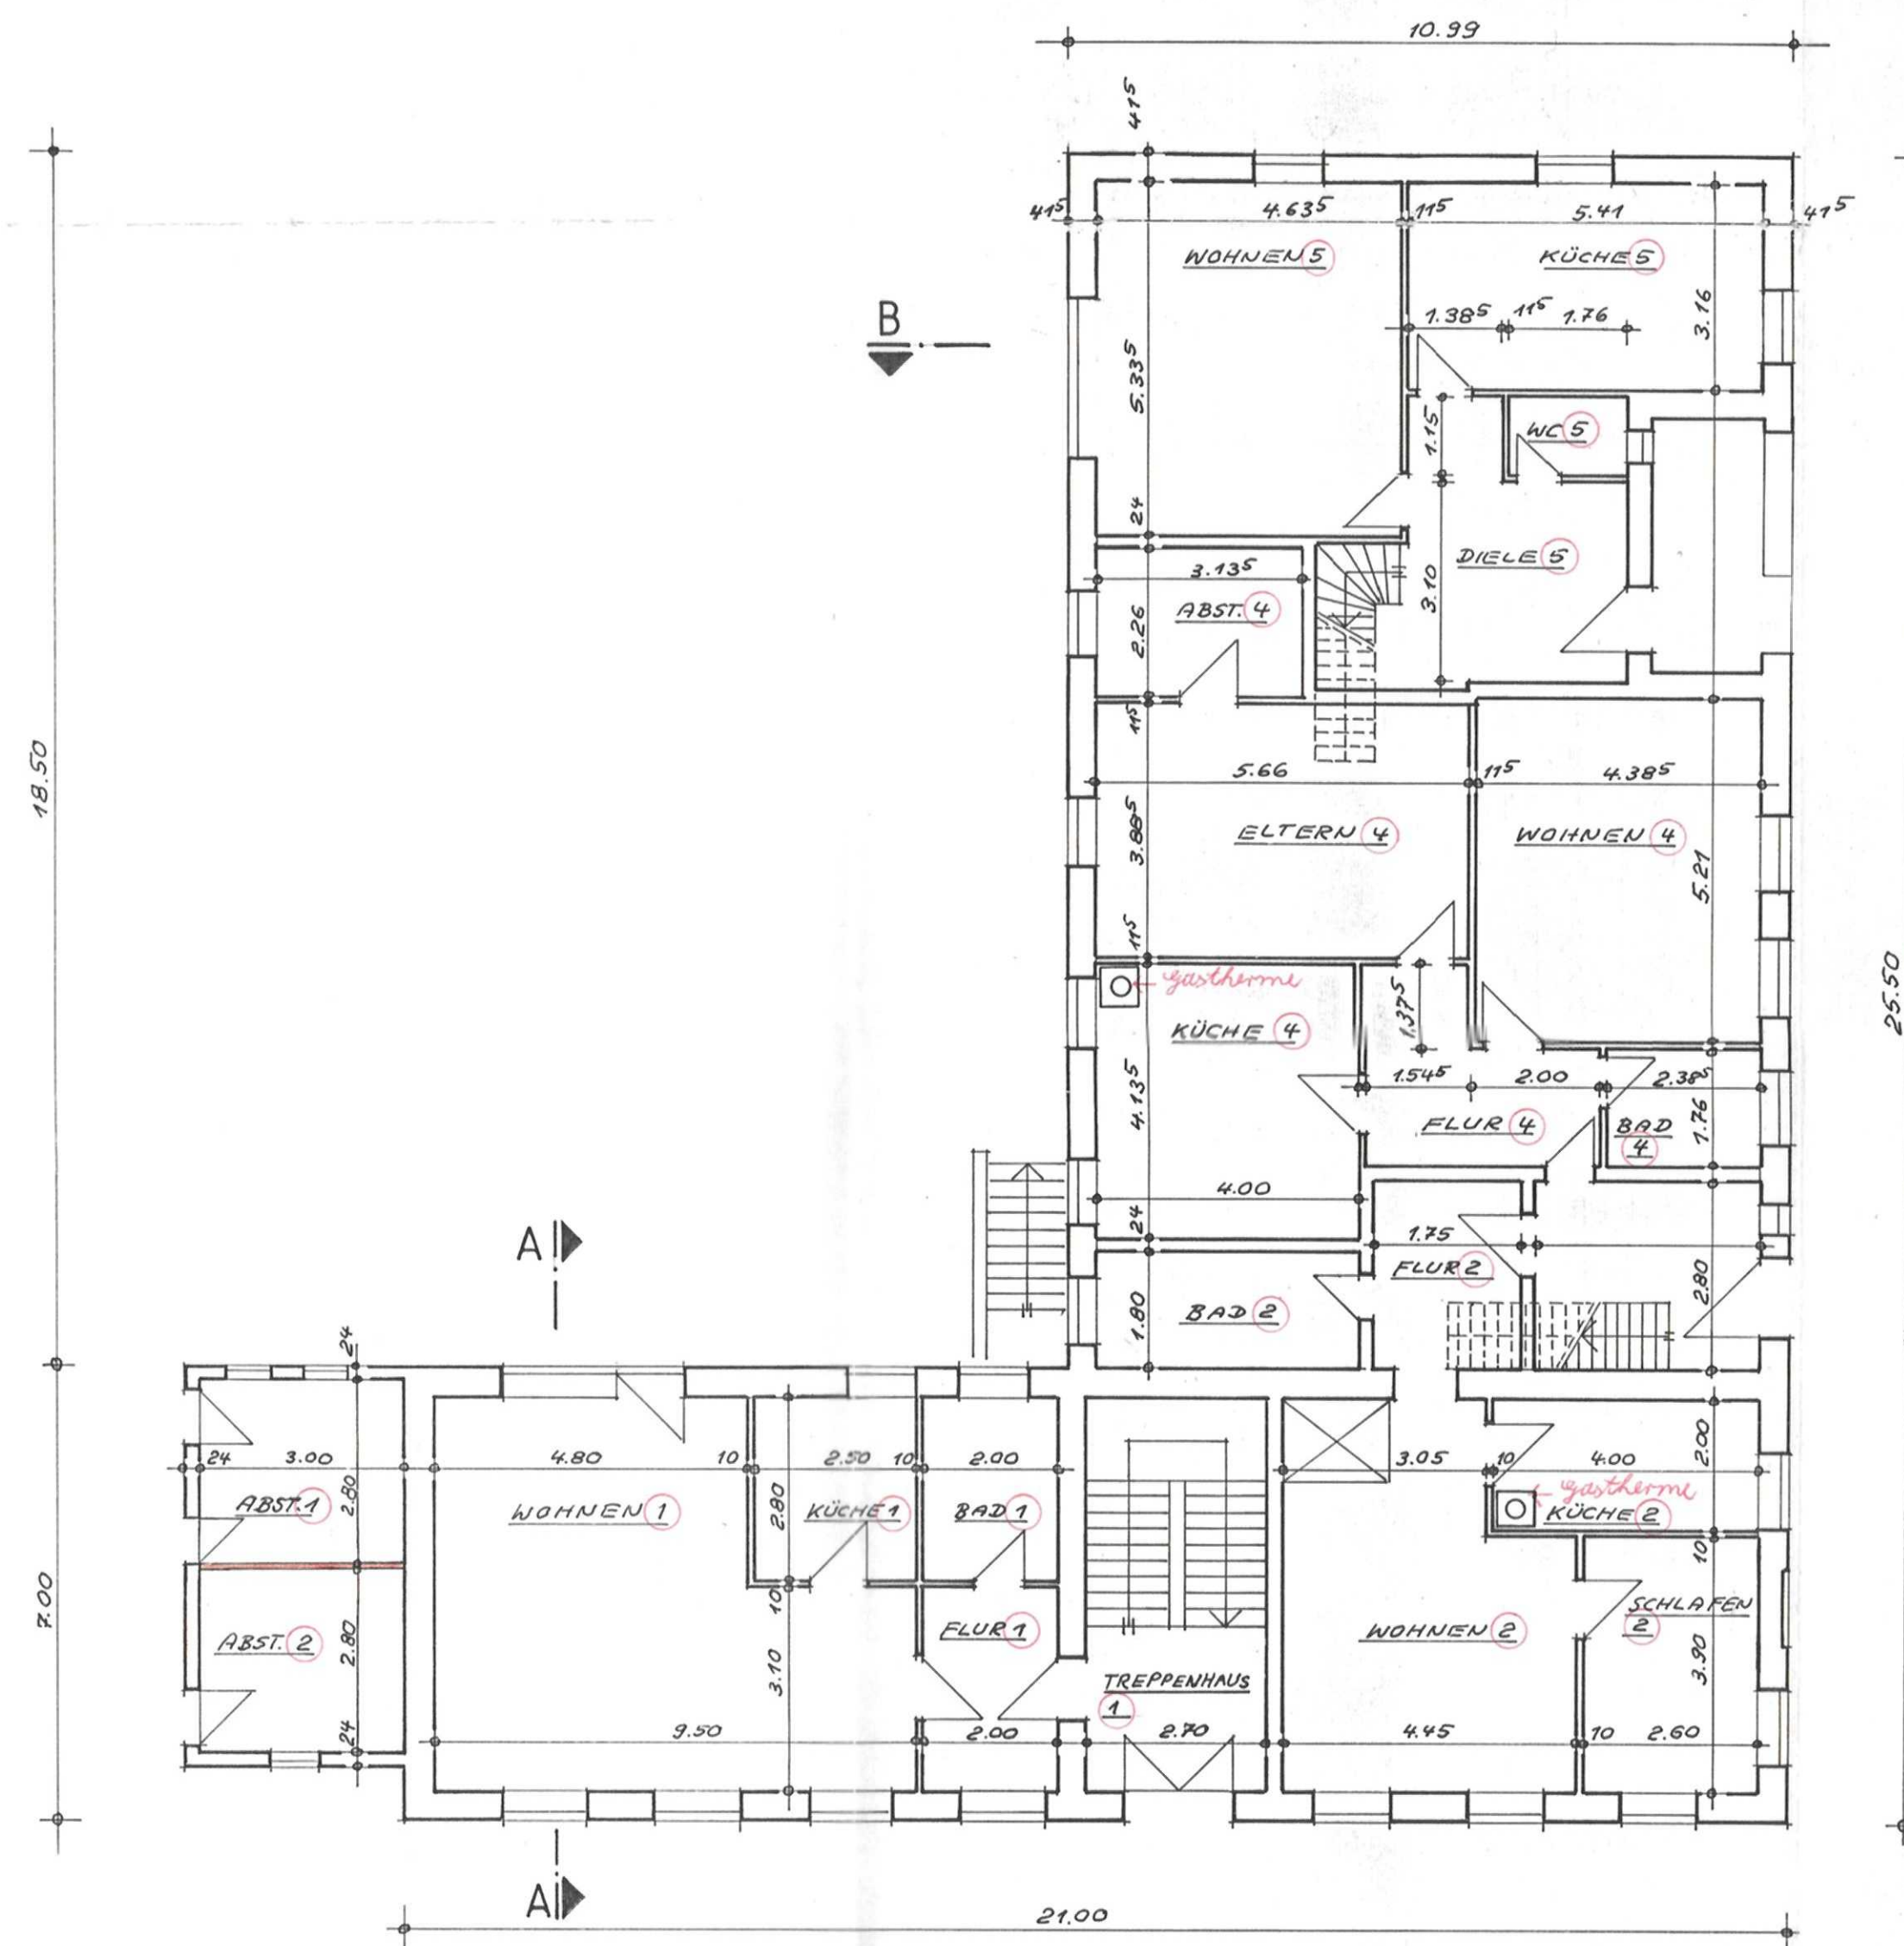 10.99
41⁵
41⁵
4.63⁵
11⁵
5.41
41⁵
WOHNEN 5
KÜCHE 5
B
1.38⁵
11⁵
1.76
3.16
5.33⁵
1.15
WC 5
24
DIELE 5
3.13⁵
3.10
ABST. 4
2.26
11⁵
18.50
5.66
11⁵
4.38⁵
ELTERN 4
WOHNEN 4
3.88⁵
5.21
11⁵
gastherme
1.37⁵
25.50
KÜCHE 4
1.54⁵
2.00
2.38⁵
4.13⁵
FLUR 4
BAD
4
1.76
4.00
24
1.75
A
FLUR 2
2.80
BAD 2
1.80
24
24
3.00
4.80
10
2.50
10
2.00
3.05
10
4.00
2.00
gastherme
ABST. 1
2.80
WOHNEN 1
2.80
KÜCHE 1
BAD 1
KÜCHE 2
10
10
7.00
ABST. 2
2.80
FLUR 1
WOHNEN 2
SCHLAFEN
2
3.90
3.10
TREPPENHAUS
1
24
9.50
2.00
2.70
4.45
10
2.60
A
21.00